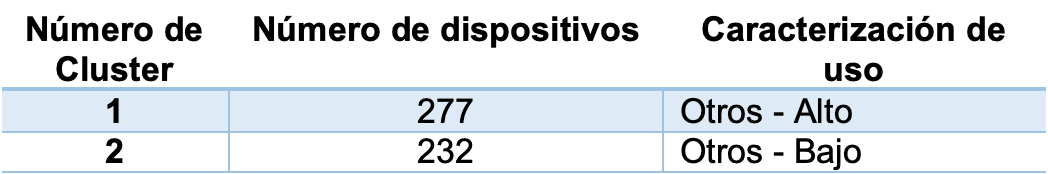 Número de Cluster Número de dispositivos Caracterización de uso
1 277 Otros - Alto
2 232 Otros - Bajo